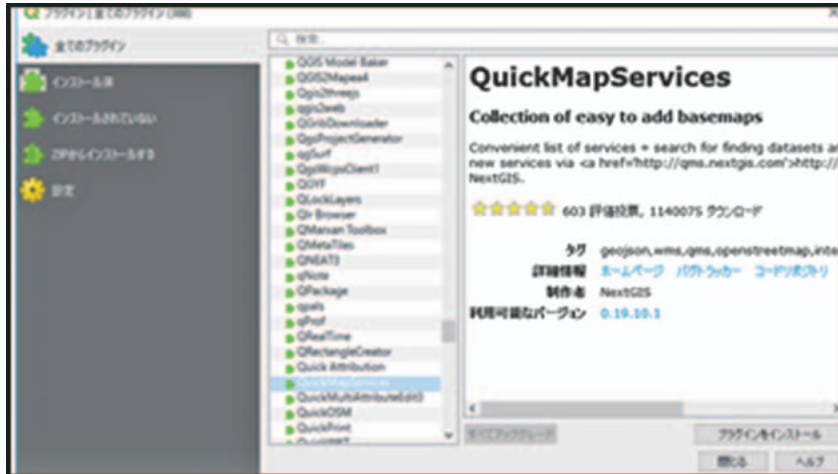 プラグイン | 全てのプラグイン
全てのプラグイン
インストール済
インストールされていない
ZIPからインストールする
設定
検索...
QGIS Model Baker
QGIS2Mapea4
Qgis2threejs
qgis2web
QGribDownloader
QgsProjectGenerator
qgSurf
QgsWcpsClient1
QGYF
QLockLayers
Qlr Browser
QMarxan Toolbox
QMetaTiles
QNEAT3
qNote
QPackage
qpals
qProf
QRealTime
QRectangleCreator
Quick Attribution
QuickMapServices
QuickMultiAttributeEdit3
QuickOSM
QuickPrint
QuickMapServices
Collection of easy to add basemaps
Convenient list of services + search for finding datasets
new services via <a href='http://qms.nextgis.com'>http://
NextGIS.
603 評価投票, 1140075 ダウンロード
タグ geojson,wms,qms,openstreetmap,inte
詳細情報 ホームページ バグトラッカー コードリポジトリ
制作者 NextGIS
利用可能なバージョン 0.19.10.1
すべてアップグレード
プラグインをインストール
閉じる
ヘルプ